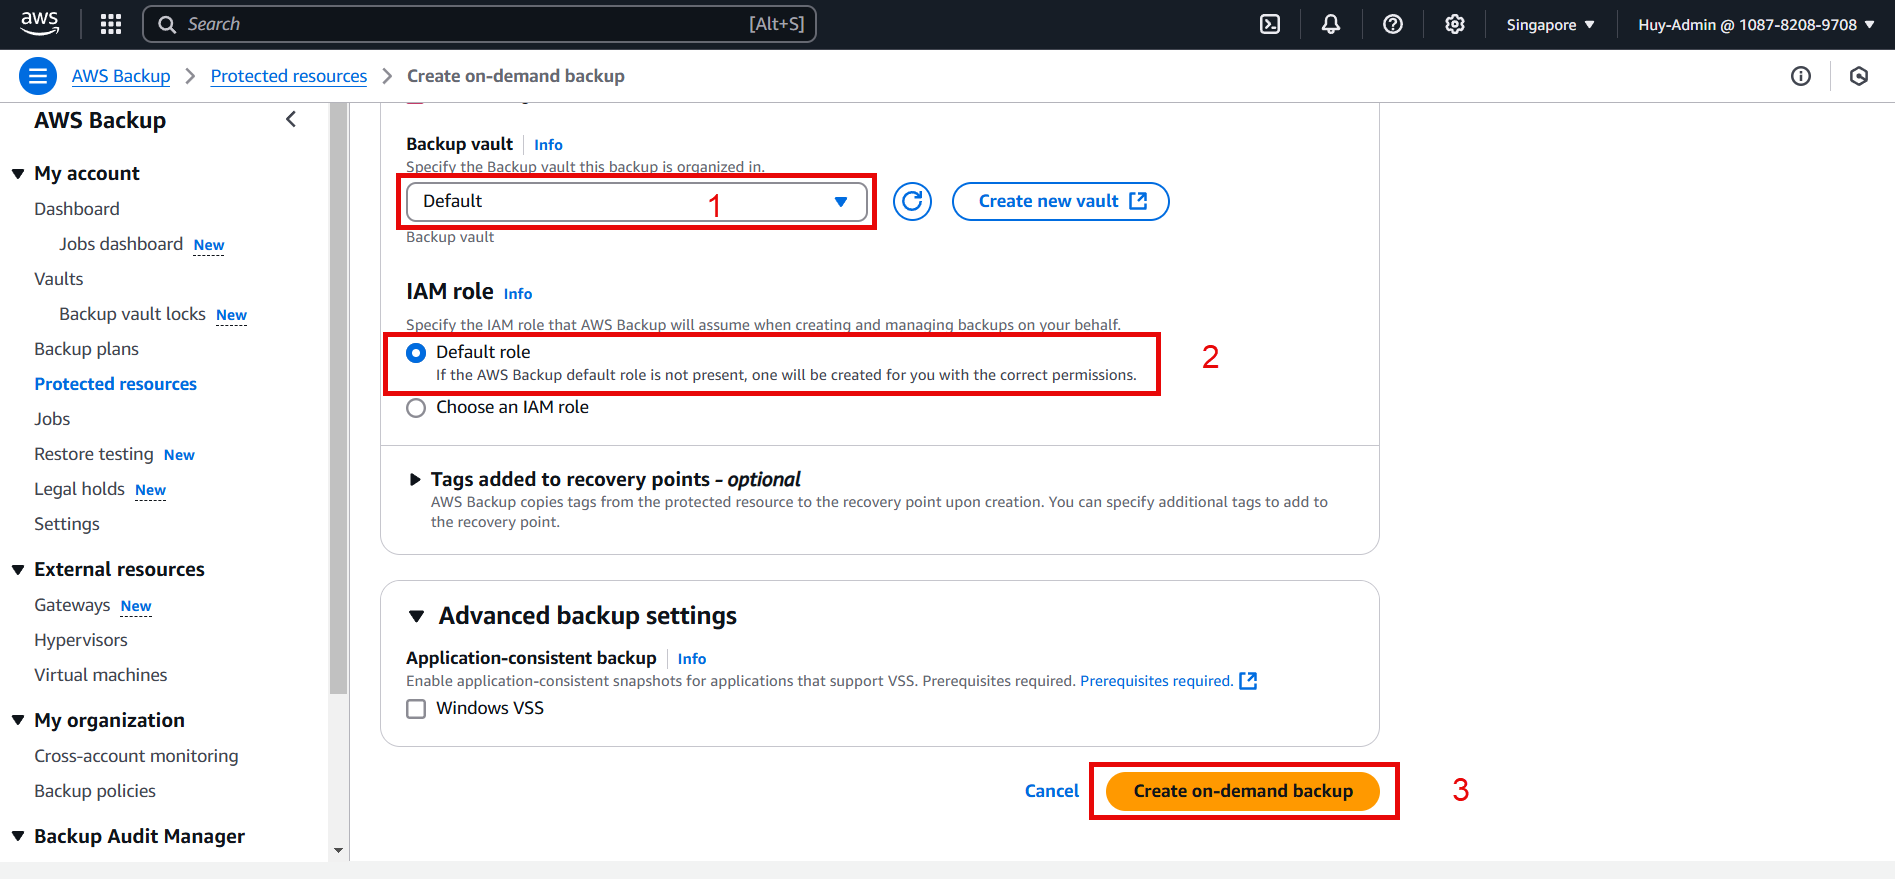 aws
Search
[Alt+S]
Singapore
Huy-Admin @ 1087-8208-9708
AWS Backup
Protected resources
Create on-demand backup
AWS Backup
My account
Dashboard
Jobs dashboard New
Vaults
Backup vault locks New
Backup plans
Protected resources
Jobs
Restore testing New
Legal holds New
Settings
External resources
Gateways New
Hypervisors
Virtual machines
My organization
Cross-account monitoring
Backup policies
Backup Audit Manager
Backup vault Info
Specify the Backup vault this backup is organized in.
Default 1
Create new vault
Backup vault
IAM role Info
Specify the IAM role that AWS Backup will assume when creating and managing backups on your behalf.
Default role
If the AWS Backup default role is not present, one will be created for you with the correct permissions.
2
Choose an IAM role
Tags added to recovery points - optional
AWS Backup copies tags from the protected resource to the recovery point upon creation. You can specify additional tags to add to
the recovery point.
Advanced backup settings
Application-consistent backup Info
Enable application-consistent snapshots for applications that support VSS. Prerequisites required. Prerequisites required.
Windows VSS
Cancel
Create on-demand backup
3